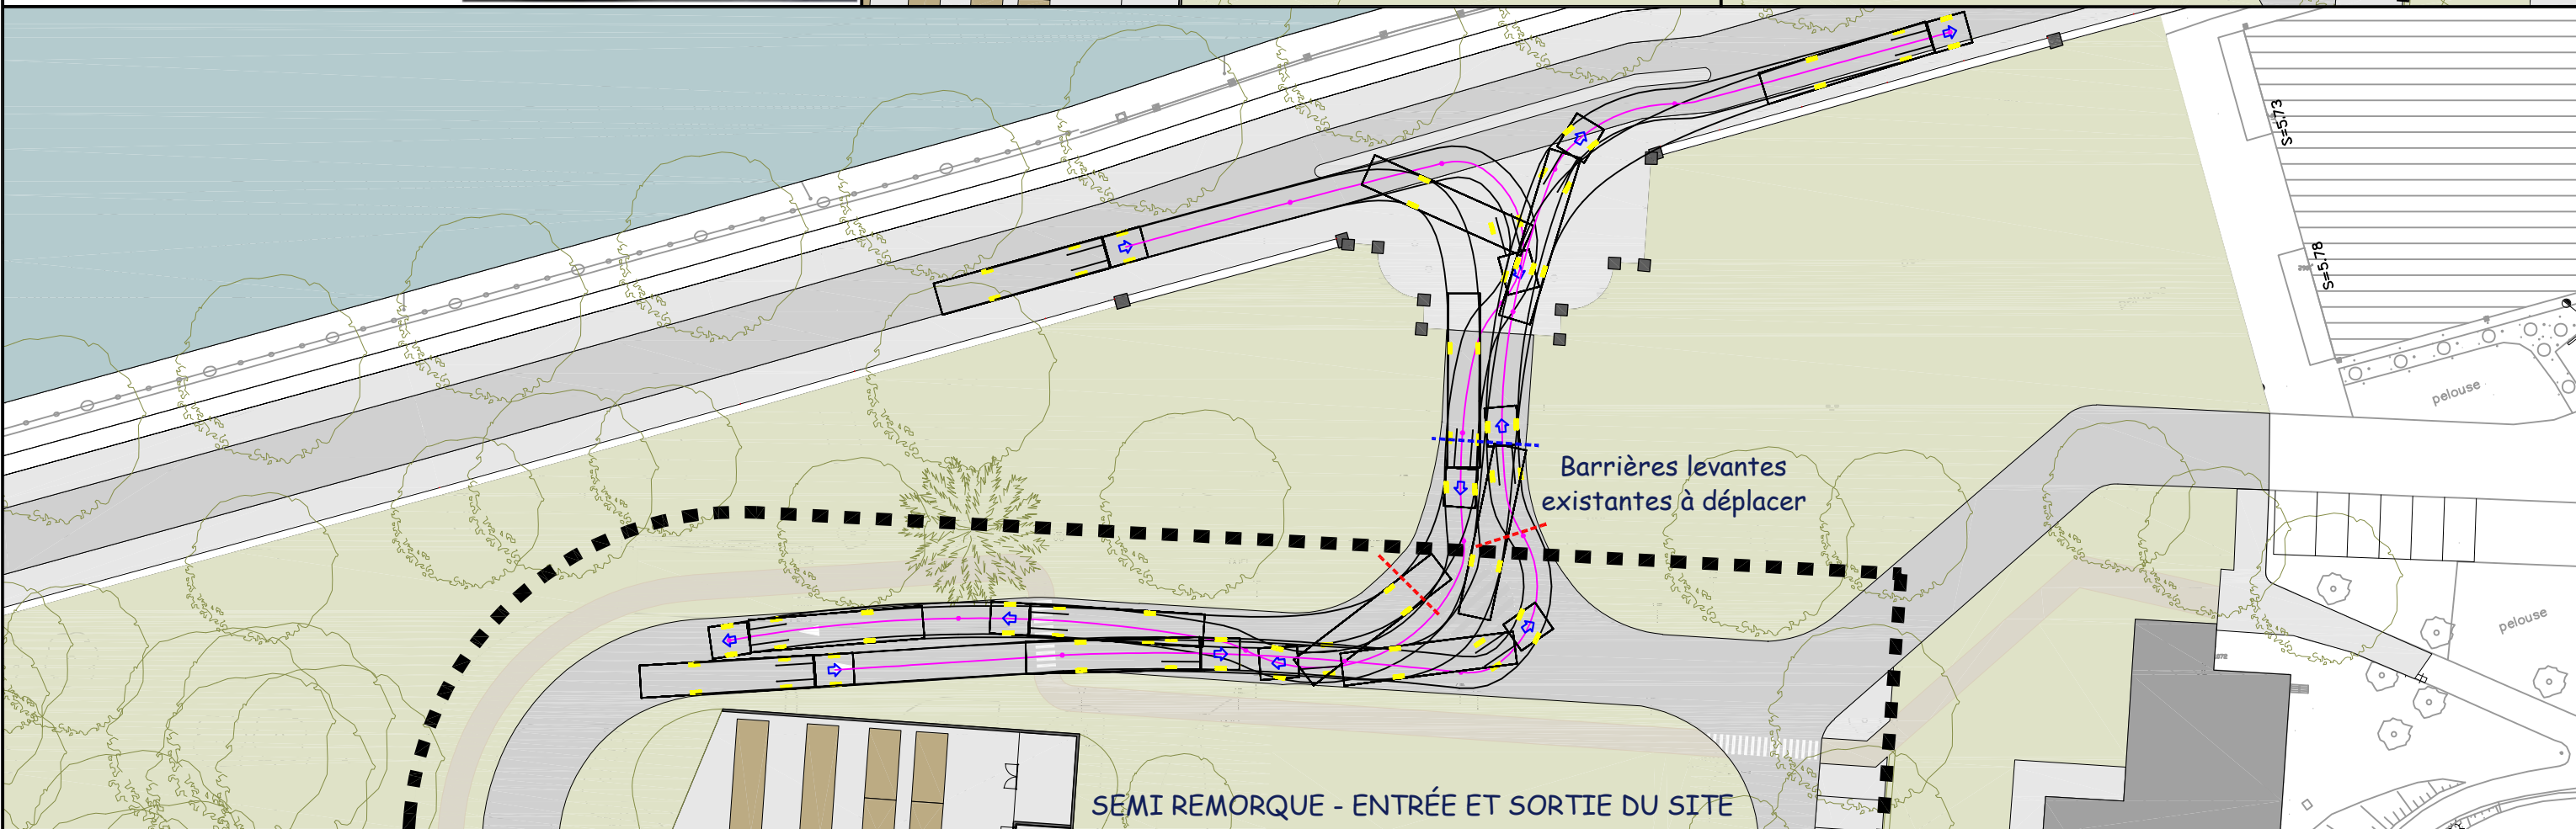 S=5.73
S=5.78
pelouse
Barrières levantes
existantes à déplacer
pelouse
SEMI REMORQUE - ENTRÉE ET SORTIE DU SITE